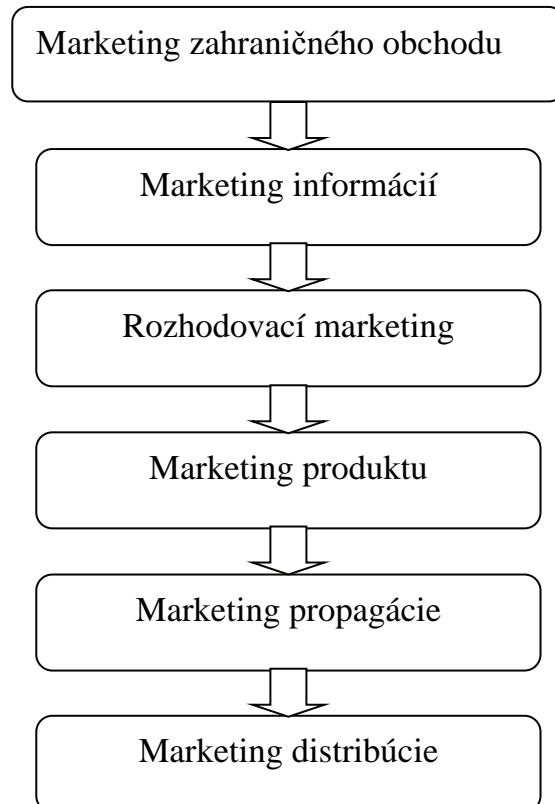 Marketing zahraničného obchodu
Marketing informácií
Rozhodovací marketing
Marketing produktu
Marketing propagácie
Marketing distribúcie